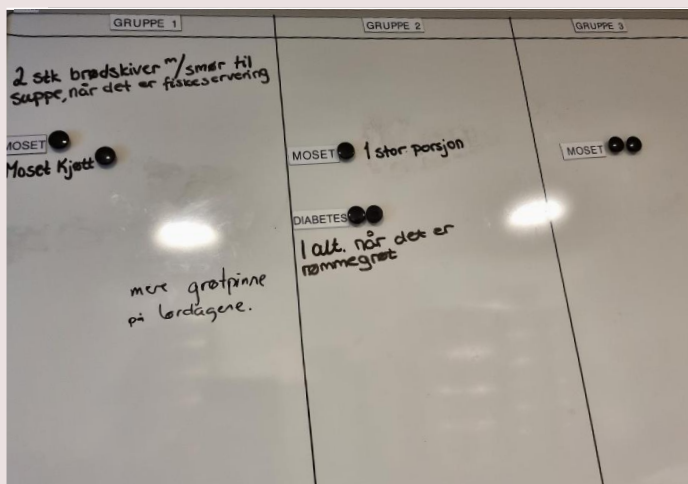 GRUPPE 1
2 stk brødskiver m/smør til
suppe, når det er fiskeservering
MOSET
Moset Kjøtt
mere grøtpinne
på lørdagene.
GRUPPE 2
MOSET 1 stor porsjon
DIABETES
1 alt. når det er
rømmegrøt
GRUPPE 3
MOSET